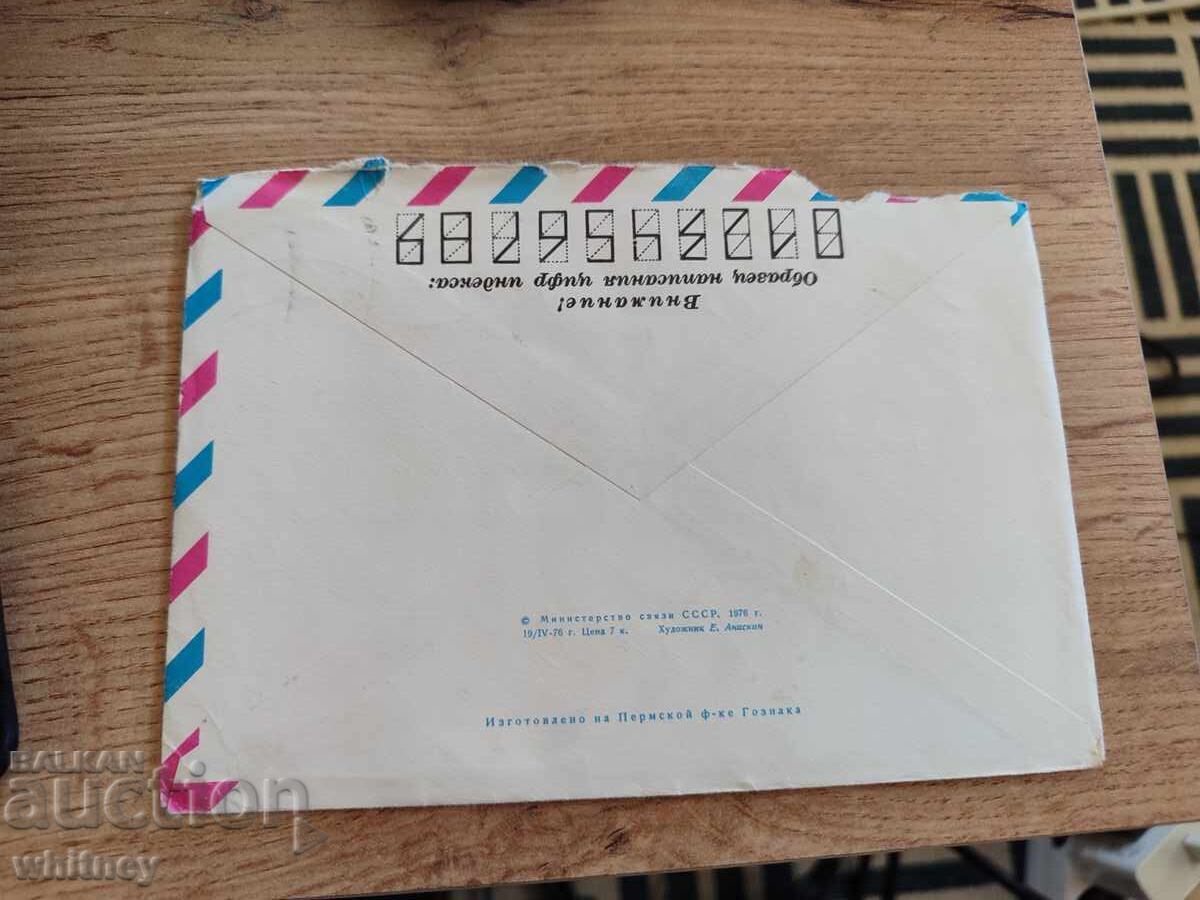 0123456789
Образец написания цифр индекса:
Внимание!
© Министерство связи СССР, 1976 г.
19/IV-76 г. Цена 7 к. Художник Е. Анискин
Изготовлено на Пермской ф-ке Гознака
BALKAN
auction
whitney